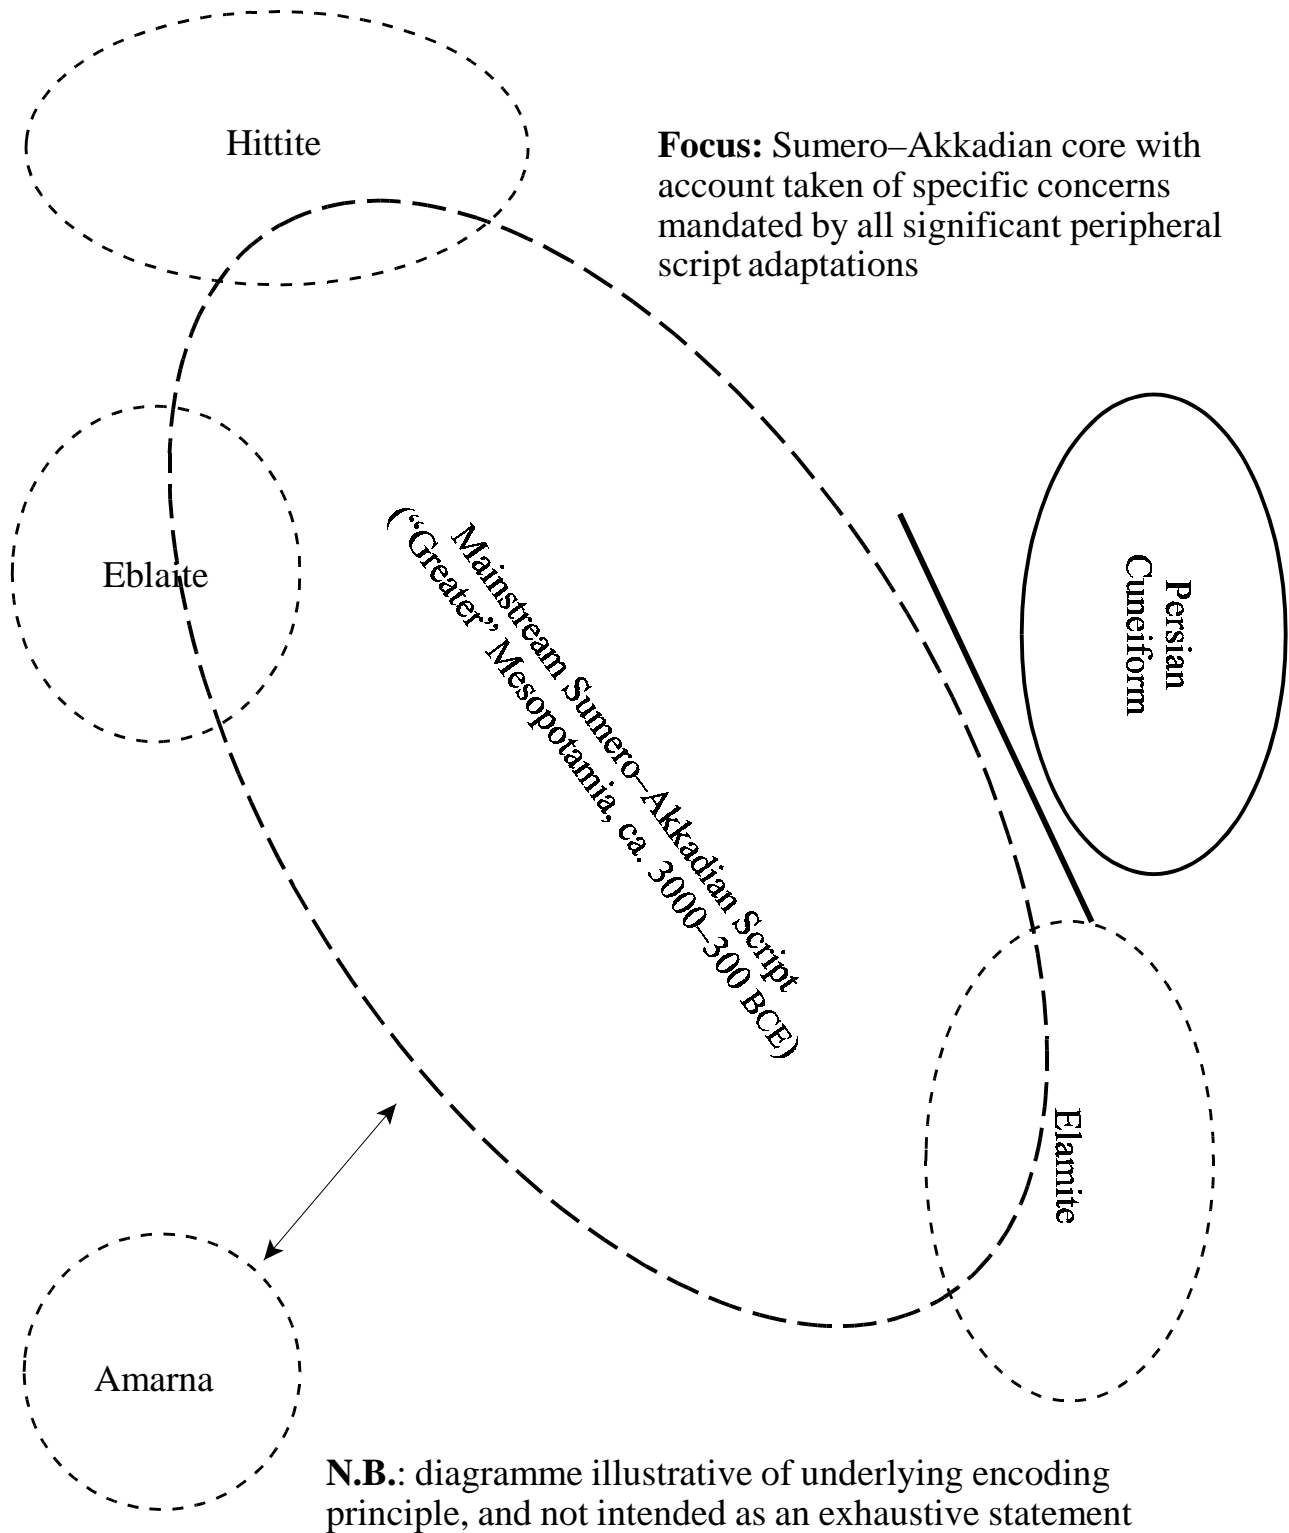 Hittite
Focus: Sumero–Akkadian core with
account taken of specific concerns
mandated by all significant peripheral
script adaptations
Eblaite
Mainstream Sumero–Akkadian Script
(“Greater” Mesopotamia, ca. 3000–300 BCE)
Persian
Cuneiform
Elamite
Amarna
N.B.: diagramme illustrative of underlying encoding
principle, and not intended as an exhaustive statement